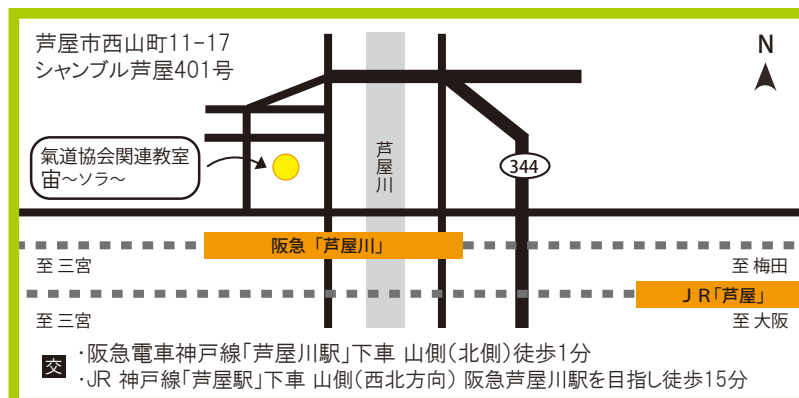 芦屋市西山町11-17
シャンブル芦屋401号
N
氣道協会関連教室
宙～ソラ～
芦屋川
344
阪急「芦屋川」
至 三宮
至 梅田
JR「芦屋」
至 三宮
至 大阪
交
・阪急電車神戸線「芦屋川駅」下車 山側(北側)徒歩1分
・JR 神戸線「芦屋駅」下車 山側(西北方向) 阪急芦屋川駅を目指し徒歩15分